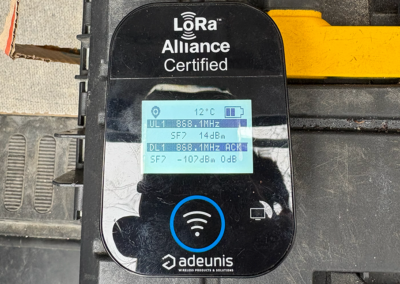 LoRa™
Alliance
Certified
12°C
UL1 868.1MHz
SF7 14dBm
DL1 868.1MHz ACK
SF7 -107dBm 0dB
adeunis
WIRELESS PRODUCTS & SOLUTIONS